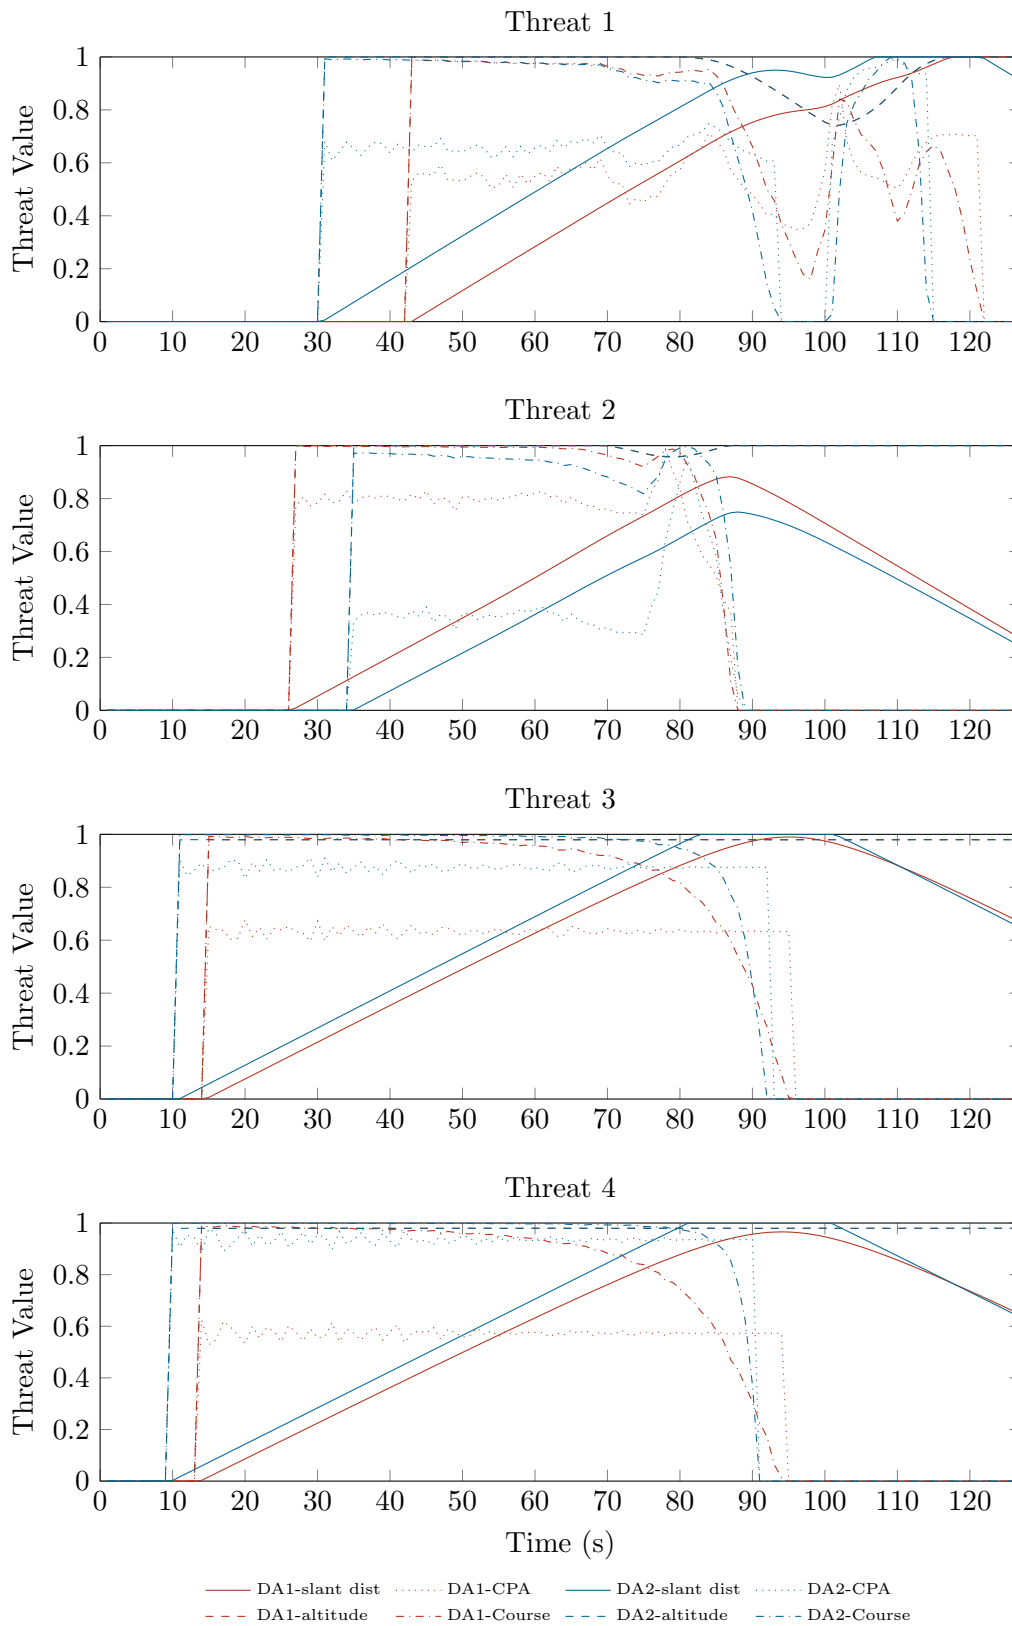 Threat 1
1
0.8
0.6
0.4
0.2
0
Threat Value
0 10 20 30 40 50 60 70 80 90 100 110 120
Threat 2
1
0.8
0.6
0.4
0.2
0
Threat Value
0 10 20 30 40 50 60 70 80 90 100 110 120
Threat 3
1
0.8
0.6
0.4
0.2
0
Threat Value
0 10 20 30 40 50 60 70 80 90 100 110 120
Threat 4
1
0.8
0.6
0.4
0.2
0
Threat Value
0 10 20 30 40 50 60 70 80 90 100 110 120
Time (s)
DA1-slant dist DA1-CPA DA2-slant dist DA2-CPA
DA1-altitude DA1-Course DA2-altitude DA2-Course